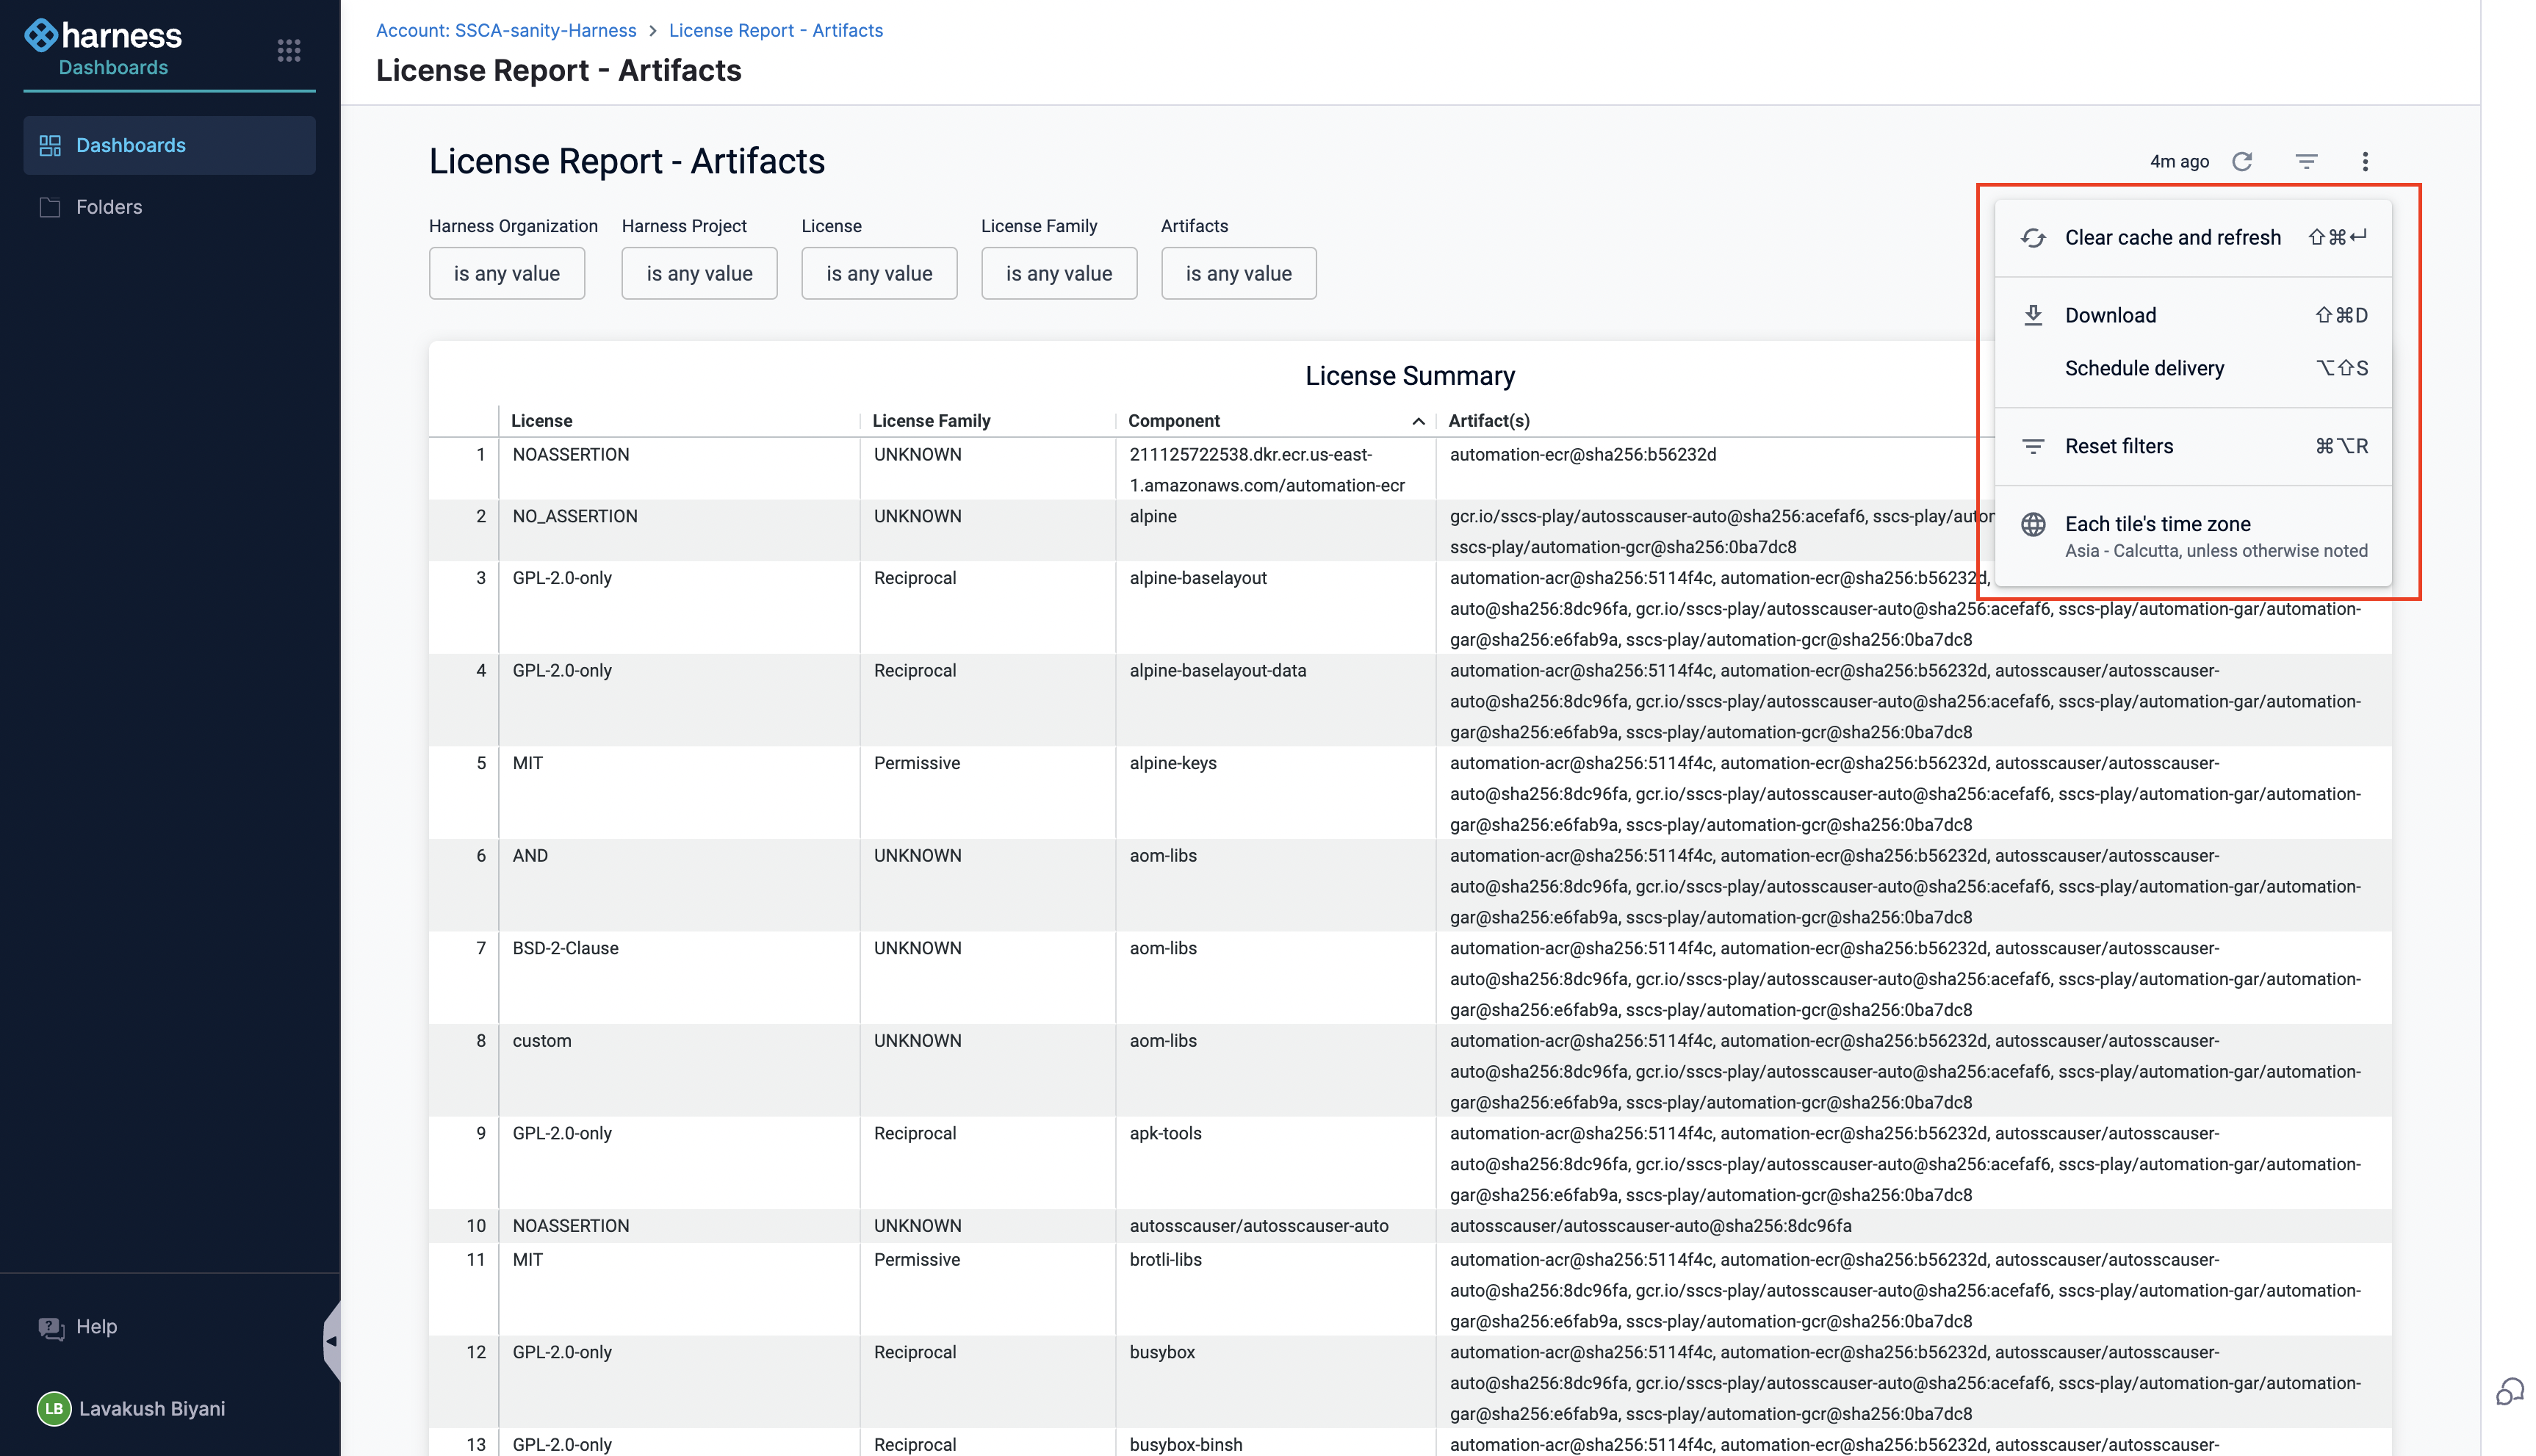 harness
Dashboards
Dashboards
Folders
Help
LB Lavakush Biyani
Account: SSCA-sanity-Harness > License Report - Artifacts
License Report - Artifacts
License Report - Artifacts
4m ago
Harness Organization Harness Project License License Family Artifacts
is any value is any value is any value is any value is any value
Clear cache and refresh ⇧⌘↵
Download ⇧⌘D
Schedule delivery ⌥⇧S
Reset filters ⌘⌥R
Each tile's time zone
Asia - Calcutta, unless otherwise noted
License Summary
License License Family Component Artifact(s)
1 NOASSERTION UNKNOWN 211125722538.dkr.ecr.us-east- automation-ecr@sha256:b56232d
1.amazonaws.com/automation-ecr
2 NO_ASSERTION UNKNOWN alpine gcr.io/sscs-play/autosscauser-auto@sha256:acefaf6, sscs-play/auton
sscs-play/automation-gcr@sha256:0ba7dc8
3 GPL-2.0-only Reciprocal alpine-baselayout automation-acr@sha256:5114f4c, automation-ecr@sha256:b56232d,
auto@sha256:8dc96fa, gcr.io/sscs-play/autosscauser-auto@sha256:acefaf6, sscs-play/automation-gar/automation-
gar@sha256:e6fab9a, sscs-play/automation-gcr@sha256:0ba7dc8
4 GPL-2.0-only Reciprocal alpine-baselayout-data automation-acr@sha256:5114f4c, automation-ecr@sha256:b56232d, autosscauser/autosscauser-
auto@sha256:8dc96fa, gcr.io/sscs-play/autosscauser-auto@sha256:acefaf6, sscs-play/automation-gar/automation-
gar@sha256:e6fab9a, sscs-play/automation-gcr@sha256:0ba7dc8
5 MIT Permissive alpine-keys automation-acr@sha256:5114f4c, automation-ecr@sha256:b56232d, autosscauser/autosscauser-
auto@sha256:8dc96fa, gcr.io/sscs-play/autosscauser-auto@sha256:acefaf6, sscs-play/automation-gar/automation-
gar@sha256:e6fab9a, sscs-play/automation-gcr@sha256:0ba7dc8
6 AND UNKNOWN aom-libs automation-acr@sha256:5114f4c, automation-ecr@sha256:b56232d, autosscauser/autosscauser-
auto@sha256:8dc96fa, gcr.io/sscs-play/autosscauser-auto@sha256:acefaf6, sscs-play/automation-gar/automation-
gar@sha256:e6fab9a, sscs-play/automation-gcr@sha256:0ba7dc8
7 BSD-2-Clause UNKNOWN aom-libs automation-acr@sha256:5114f4c, automation-ecr@sha256:b56232d, autosscauser/autosscauser-
auto@sha256:8dc96fa, gcr.io/sscs-play/autosscauser-auto@sha256:acefaf6, sscs-play/automation-gar/automation-
gar@sha256:e6fab9a, sscs-play/automation-gcr@sha256:0ba7dc8
8 custom UNKNOWN aom-libs automation-acr@sha256:5114f4c, automation-ecr@sha256:b56232d, autosscauser/autosscauser-
auto@sha256:8dc96fa, gcr.io/sscs-play/autosscauser-auto@sha256:acefaf6, sscs-play/automation-gar/automation-
gar@sha256:e6fab9a, sscs-play/automation-gcr@sha256:0ba7dc8
9 GPL-2.0-only Reciprocal apk-tools automation-acr@sha256:5114f4c, automation-ecr@sha256:b56232d, autosscauser/autosscauser-
auto@sha256:8dc96fa, gcr.io/sscs-play/autosscauser-auto@sha256:acefaf6, sscs-play/automation-gar/automation-
gar@sha256:e6fab9a, sscs-play/automation-gcr@sha256:0ba7dc8
10 NOASSERTION UNKNOWN autosscauser/autosscauser-auto autosscauser/autosscauser-auto@sha256:8dc96fa
11 MIT Permissive brotli-libs automation-acr@sha256:5114f4c, automation-ecr@sha256:b56232d, autosscauser/autosscauser-
auto@sha256:8dc96fa, gcr.io/sscs-play/autosscauser-auto@sha256:acefaf6, sscs-play/automation-gar/automation-
gar@sha256:e6fab9a, sscs-play/automation-gcr@sha256:0ba7dc8
12 GPL-2.0-only Reciprocal busybox automation-acr@sha256:5114f4c, automation-ecr@sha256:b56232d, autosscauser/autosscauser-
auto@sha256:8dc96fa, gcr.io/sscs-play/autosscauser-auto@sha256:acefaf6, sscs-play/automation-gar/automation-
gar@sha256:e6fab9a, sscs-play/automation-gcr@sha256:0ba7dc8
13 GPL-2.0-only Reciprocal busybox-binsh automation-acr@sha256:5114f4c, automation-ecr@sha256:b56232d, autosscauser/autosscauser-